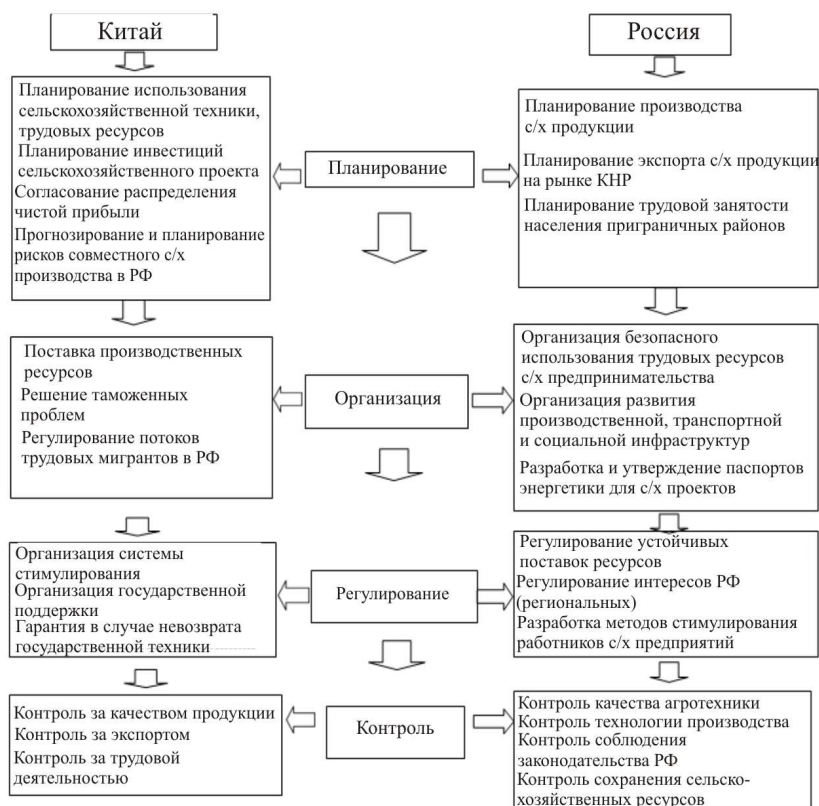 Китай
Россия
Планирование использования
сельскохозяйственной техники,
трудовых ресурсов
Планирование инвестиций
сельскохозяйственного проекта
Согласование распределения
чистой прибыли
Прогнозирование и планирование
рисков совместного с/х
производства в РФ
Планирование
Планирование производства
с/х продукции
Планирование экспорта с/х продукции
на рынке КНР
Планирование трудовой занятости
населения приграничных районов
Поставка производственных
ресурсов
Решение таможенных
проблем
Регулирование потоков
трудовых мигрантов в РФ
Организация
Организация безопасного
использования трудовых ресурсов
с/х предпринимательства
Организация развития
производственной, транспортной
и социальной инфраструктур
Разработка и утверждение паспортов
энергетики для с/х проектов
Организация системы
стимулирования
Организация государственной
поддержки
Гарантия в случае невозврата
государственной техники
Регулирование
Регулирование устойчивых
поставок ресурсов
Регулирование интересов РФ
(региональных)
Разработка методов стимулирования
работников с/х предприятий
Контроль за качеством продукции
Контроль за экспортом
Контроль за трудовой
деятельностью
Контроль
Контроль качества агротехники
Контроль технологии производства
Контроль соблюдения
законодательства РФ
Контроль сохранения сельско-
хозяйственных ресурсов